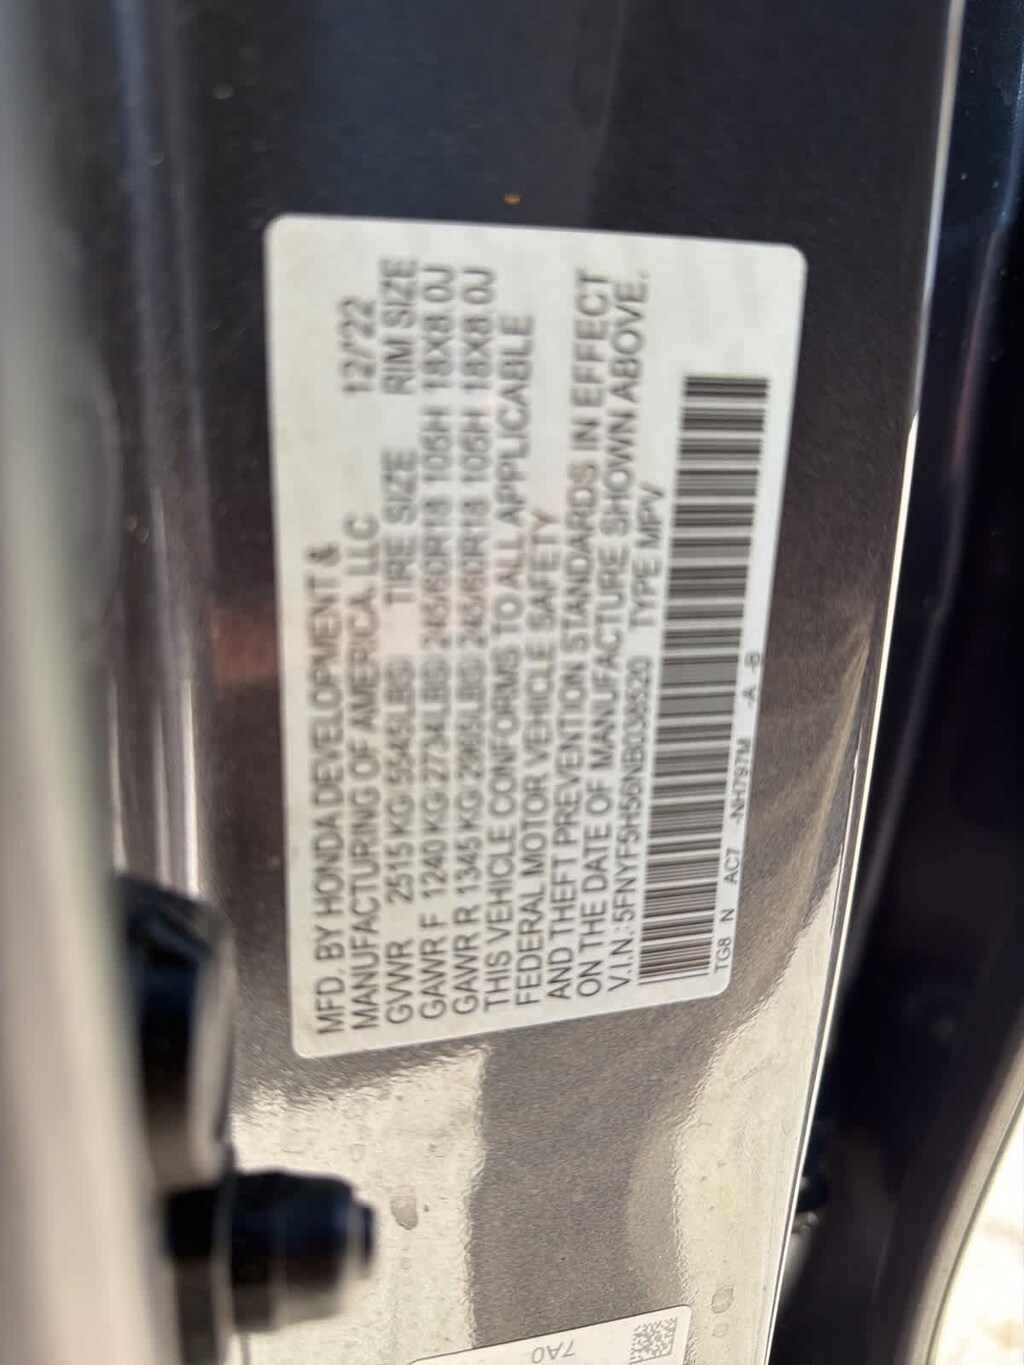 MFD. BY HONDA DEVELOPMENT &
MANUFACTURING OF AMERICA, LLC 12/22
GVWR 2515 KG(5545LBS) TIRE SIZE RIM SIZE
GAWR F 1240 KG(2734LBS) 245/60R18 105H 18X8.0J
GAWR R 1345 KG(2965LBS) 245/60R18 105H 18X8.0J
THIS VEHICLE CONFORMS TO ALL APPLICABLE
FEDERAL MOTOR VEHICLE SAFETY
AND THEFT PREVENTION STANDARDS IN EFFECT
ON THE DATE OF MANUFACTURE SHOWN ABOVE.
V.I.N.:5FNYF5H56NB036520 TYPE MPV
TG8 N AC7 -NH797M -A -B
7A0